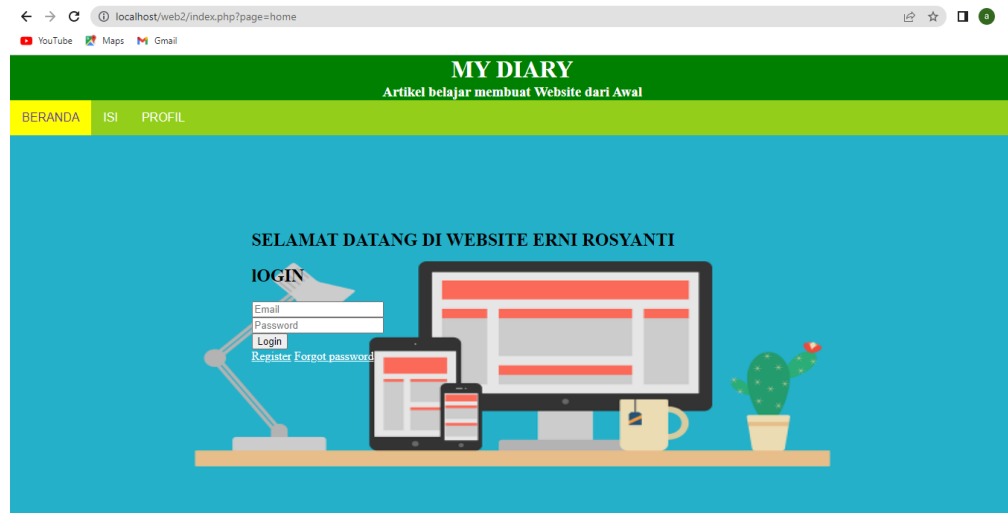 localhost/web2/index.php?page=home
a
YouTube Maps Gmail
MY DIARY
Artikel belajar membuat Website dari Awal
BERANDA ISI PROFIL
SELAMAT DATANG DI WEBSITE ERNI ROSYANTI
lOGIN
Email
Password
Login
Register Forgot password